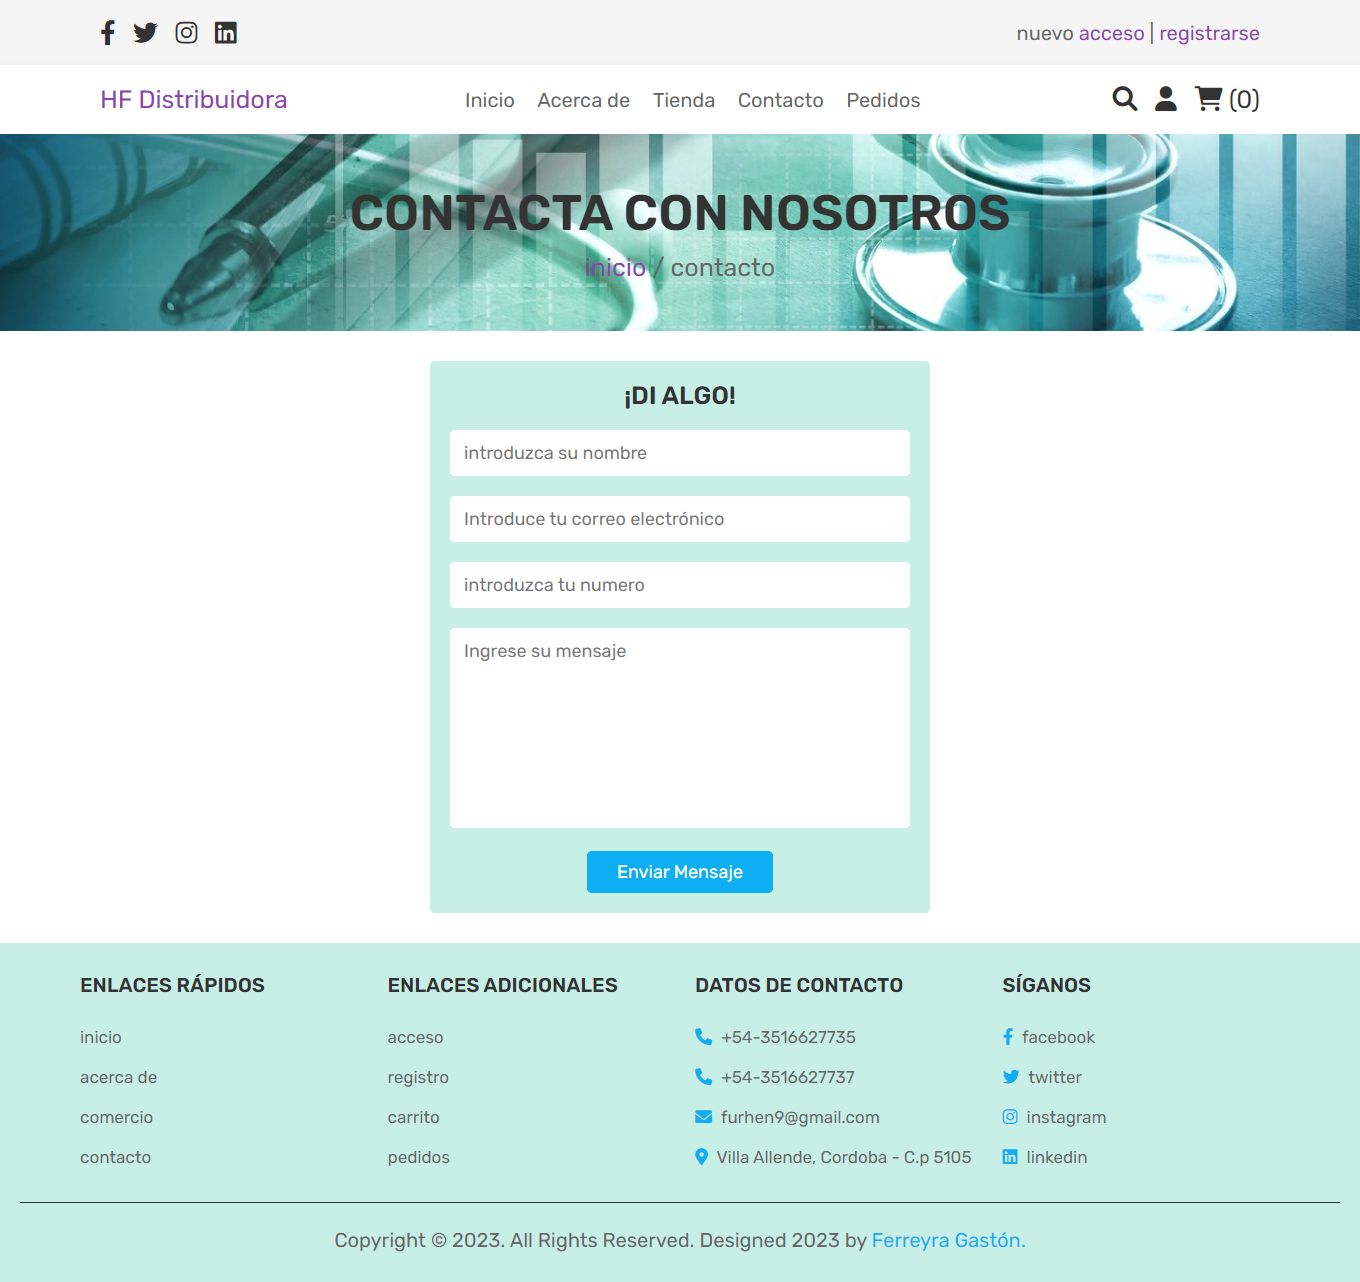 nuevo acceso | registrarse
HF Distribuidora
Inicio Acerca de Tienda Contacto Pedidos
(0)
CONTACTA CON NOSOTROS
inicio / contacto
¡DI ALGO!
introduzca su nombre
Introduce tu correo electrónico
introduzca tu numero
Ingrese su mensaje
Enviar Mensaje
ENLACES RÁPIDOS
inicio
acerca de
comercio
contacto
ENLACES ADICIONALES
acceso
registro
carrito
pedidos
DATOS DE CONTACTO
+54-3516627735
+54-3516627737
furhen9@gmail.com
Villa Allende, Cordoba - C.p 5105
SÍGANOS
facebook
twitter
instagram
linkedin
Copyright © 2023. All Rights Reserved. Designed 2023 by Ferreyra Gastón.